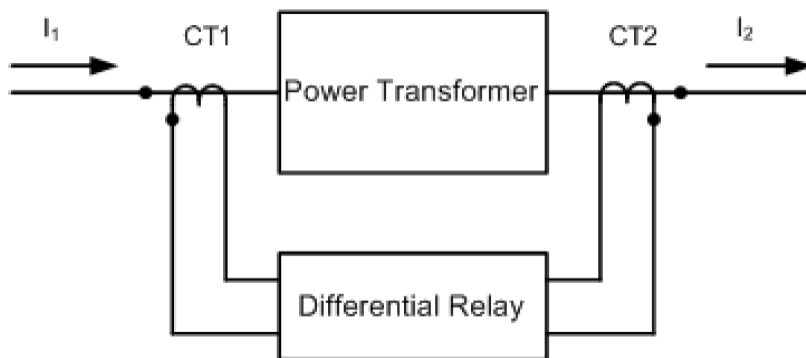 I₁
CT1
CT2
I₂
Power Transformer
Differential Relay